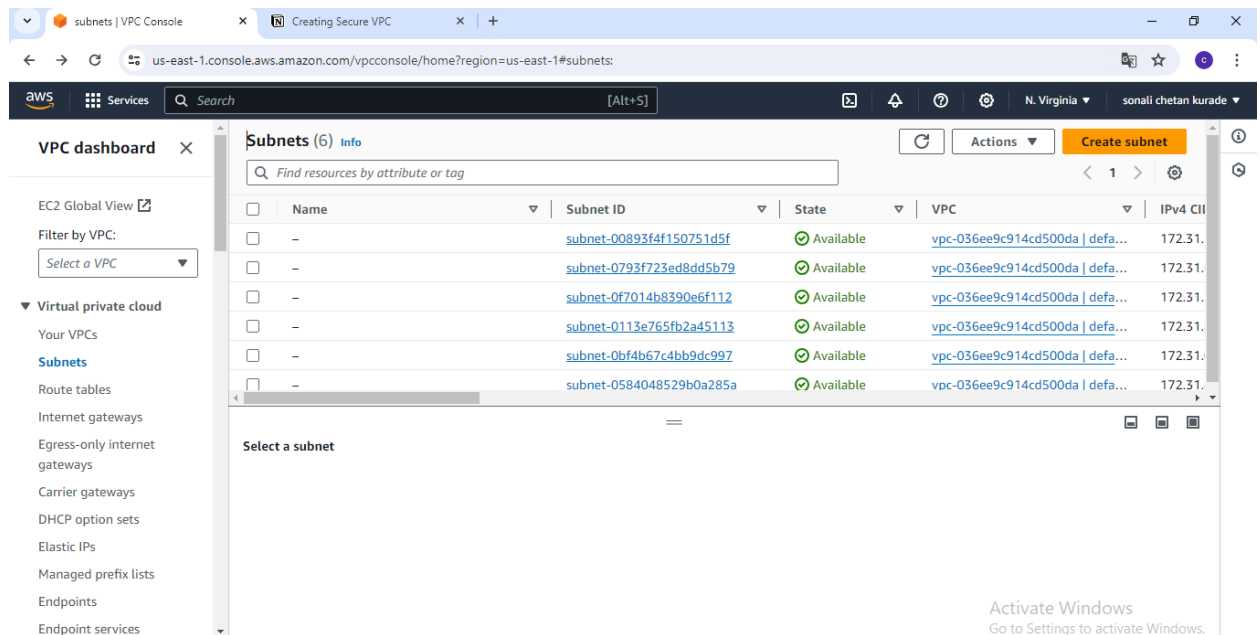 subnets | VPC Console
Creating Secure VPC
us-east-1.console.aws.amazon.com/vpcconsole/home?region=us-east-1#subnets:
aws
Services
Search
[Alt+S]
N. Virginia
sonali chetan kurade
VPC dashboard
EC2 Global View
Filter by VPC:
Select a VPC
Virtual private cloud
Your VPCs
Subnets
Route tables
Internet gateways
Egress-only internet
gateways
Carrier gateways
DHCP option sets
Elastic IPs
Managed prefix lists
Endpoints
Endpoint services
Subnets (6) Info
Actions
Create subnet
Find resources by attribute or tag
1
Name Subnet ID State VPC IPv4 CII
– subnet-00893f4f150751d5f Available vpc-036ee9c914cd500da | defa... 172.31.
– subnet-0793f723ed8dd5b79 Available vpc-036ee9c914cd500da | defa... 172.31.
– subnet-0f7014b8390e6f112 Available vpc-036ee9c914cd500da | defa... 172.31.
– subnet-0113e765fb2a45113 Available vpc-036ee9c914cd500da | defa... 172.31.
– subnet-0bf4b67c4bb9dc997 Available vpc-036ee9c914cd500da | defa... 172.31.
– subnet-0584048529b0a285a Available vpc-036ee9c914cd500da | defa... 172.31.
Select a subnet
Activate Windows
Go to Settings to activate Windows.